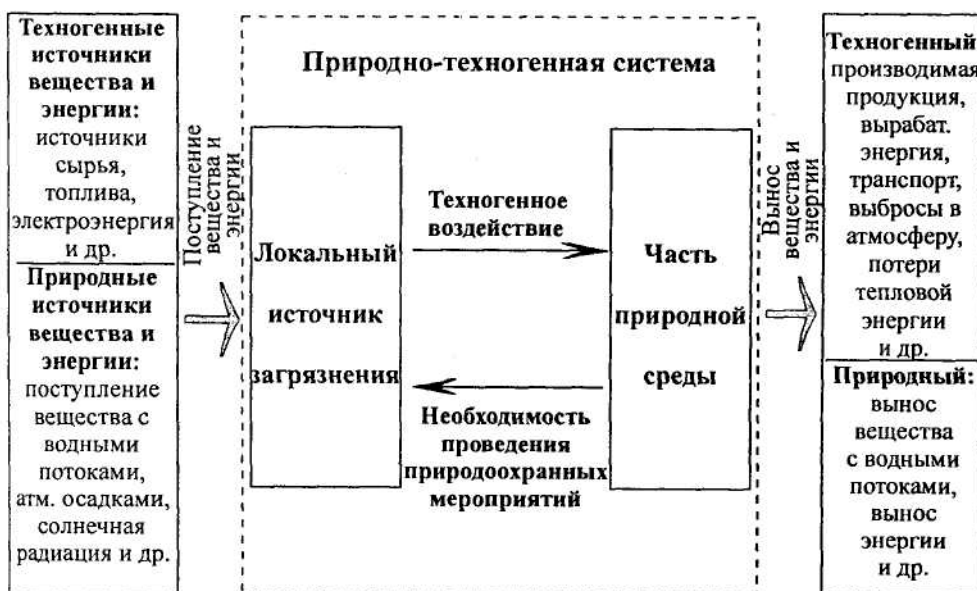 Техногенные
источники
вещества и
энергии:
источники
сырья,
топлива,
электроэнергия
и др.
Природные
источники
вещества и
энергии:
поступление
вещества с
водными
потоками,
атм. осадками,
солнечная
радиация и др.
Поступление
вещества и
энергии
Природно-техногенная система
Локальный
источник
загрязнения
Техногенное
воздействие
Необходимость
проведения
природоохранных
мероприятий
Часть
природной
среды
Вынос
вещества и
энергии
Техногенный
производимая
продукция,
вырабат.
энергия,
транспорт,
выбросы в
атмосферу,
потери
тепловой
энергии
и др.
Природный:
вынос
вещества
с водными
потоками,
вынос
энергии
и др.